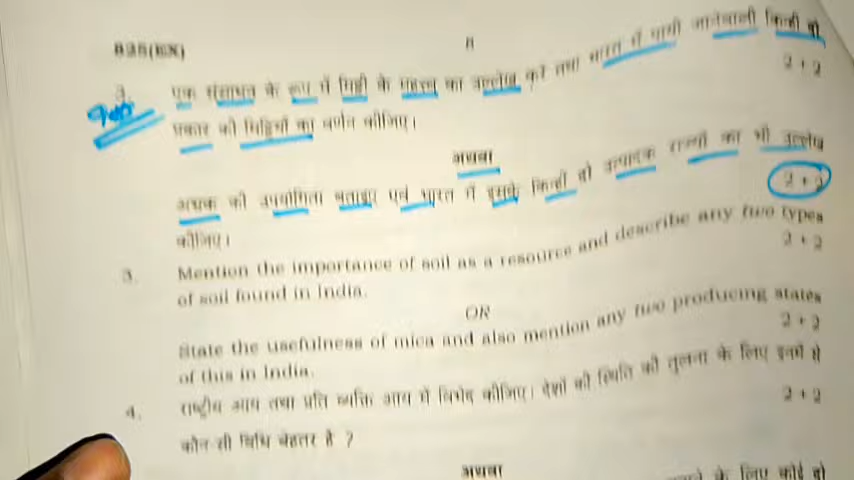 825(EX)
8
3. एक संसाधन के रूप में मिट्टी के महत्त्व का उल्लेख करें तथा भारत में पायी जानेवाली किन्हीं दो
2 + 2
प्रकार की मिट्टियों का वर्णन कीजिए।
अथवा
अभ्रक की उपयोगिता बताइए एवं भारत में इसके किन्हीं दो उत्पादक राज्यों का भी उल्लेख
2 + 2
कीजिए।
3. Mention the importance of soil as a resource and describe any two types
2 + 2
of soil found in India.
OR
State the usefulness of mica and also mention any two producing states
2 + 2
of this in India.
4. राष्ट्रीय आय तथा प्रति व्यक्ति आय में विभेद कीजिए। देशों की स्थिति की तुलना के लिए इनमें से
2 + 2
कौन सी विधि बेहतर है ?
अथवा
के लिए कोई दो